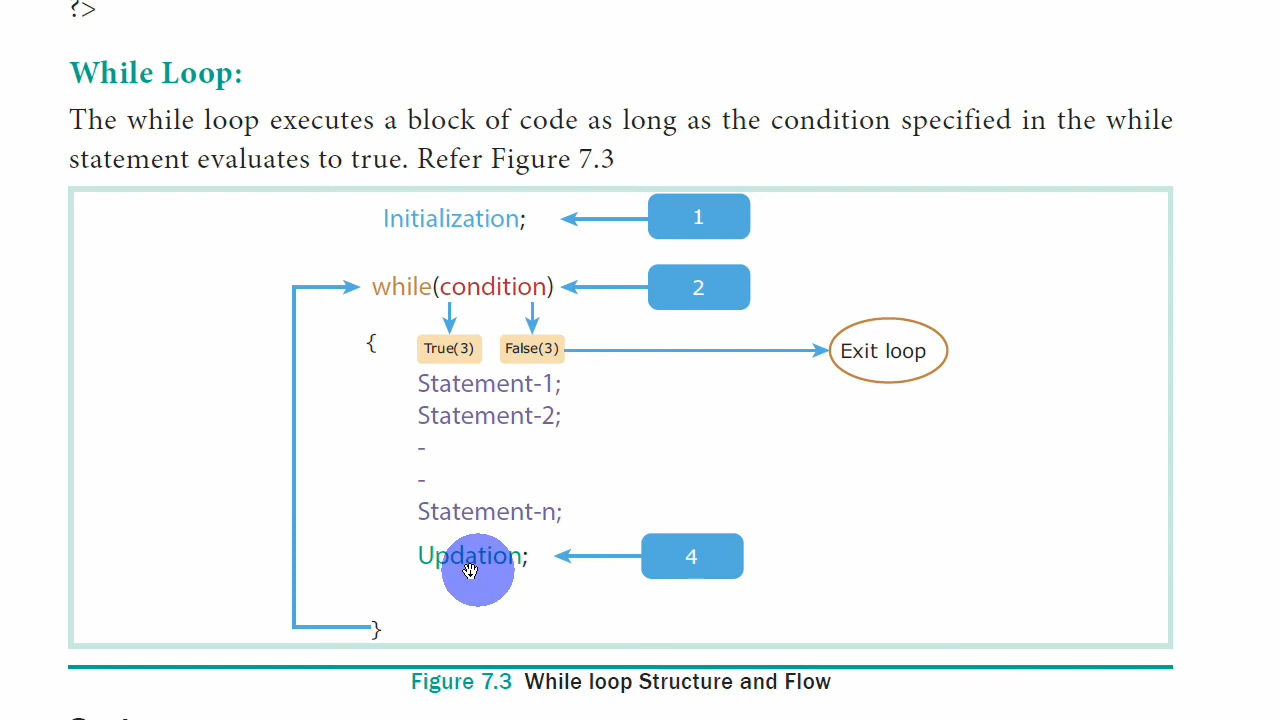 ?>
While Loop:
The while loop executes a block of code as long as the condition specified in the while
statement evaluates to true. Refer Figure 7.3
Initialization; 1
while(condition) 2
{ True(3) False(3) Exit loop
Statement-1;
Statement-2;
-
-
Statement-n;
Updation; 4
}
Figure 7.3 While loop Structure and Flow